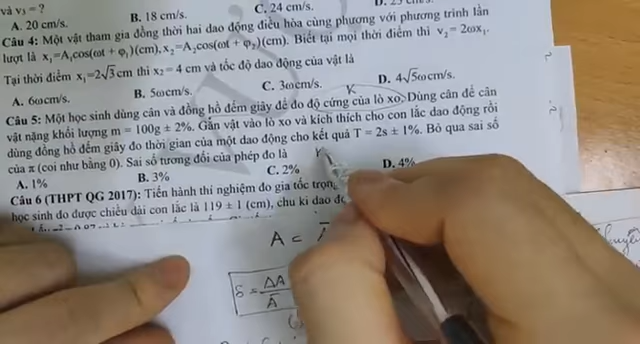 và v₃ = ?
A. 20 cm/s. B. 18 cm/s. C. 24 cm/s. D.
Câu 4: Một vật tham gia đồng thời hai dao động điều hòa cùng phương với phương trình lần
lượt là x₁=A₁cos(ωt + φ₁)(cm), x₂=A₂cos(ωt + φ₂)(cm). Biết tại mọi thời điểm thì v₂ = 2ωx₁.
Tại thời điểm x₁=2√3 cm thì x₂= 4 cm và tốc độ dao động của vật là
A. 6ωcm/s. B. 5ωcm/s. C. 3ωcm/s. D. 4√5ωcm/s.
K
Câu 5: Một học sinh dùng cân và đồng hồ đếm giây để đo độ cứng của lò xo. Dùng cân để cân
vật nặng khối lượng m = 100g ± 2%. Gắn vật vào lò xo và kích thích cho con lắc dao động rồi
dùng đồng hồ đếm giây đo thời gian của một dao động cho kết quả T = 2s ± 1%. Bỏ qua sai số
của π (coi như bằng 0). Sai số tương đối của phép đo là
A. 1% B. 3% C. 2% D. 4%
Câu 6 (THPT QG 2017): Tiến hành thí nghiệm đo gia tốc trọng
học sinh đo được chiều dài con lắc là 119 ± 1 (cm), chu kì dao
A =
δ = ΔA / A̅